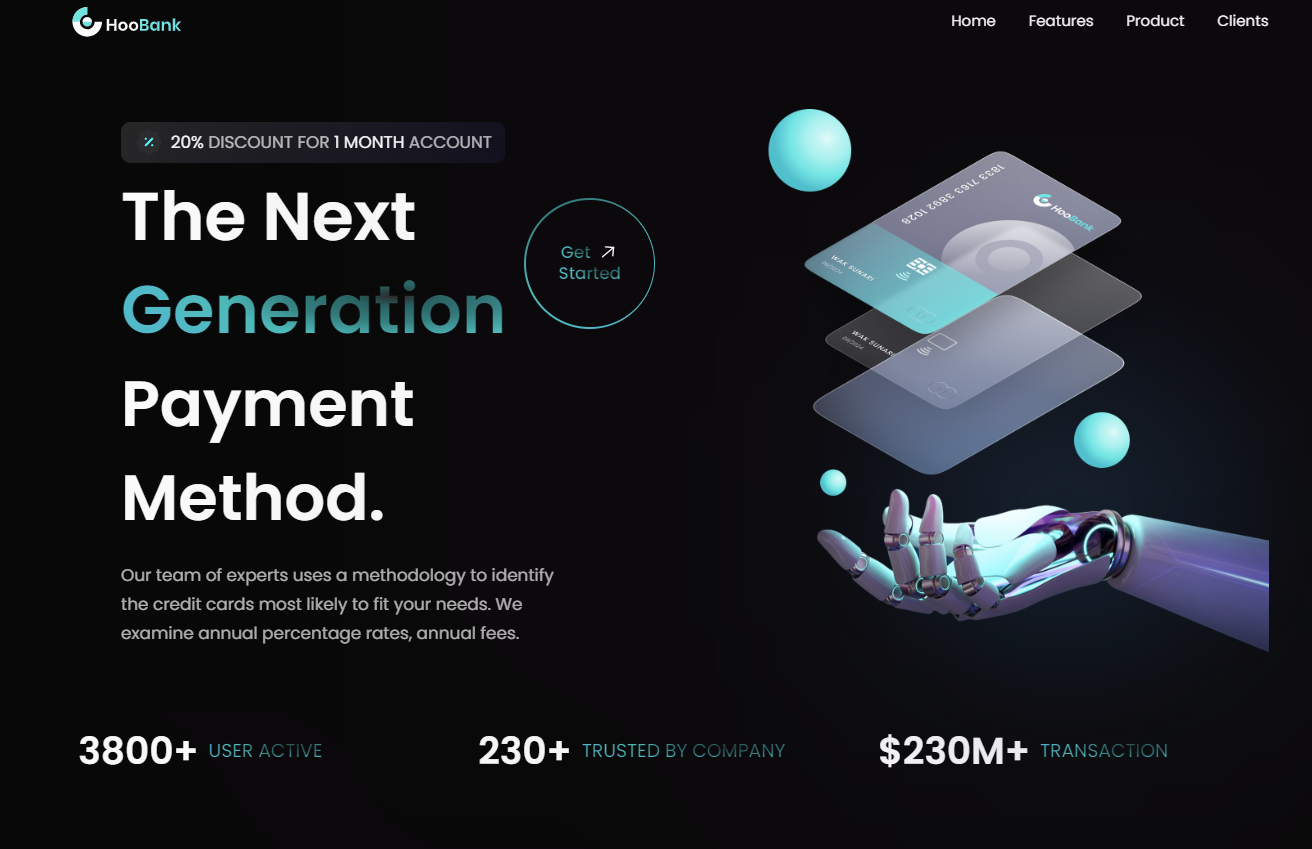 HooBank
Home Features Product Clients
20% DISCOUNT FOR 1 MONTH ACCOUNT
The Next
Generation
Payment
Method.
Get
Started
1833 7163 3892 1028
HooBank
WAK SUNARI
WAK SUNARI
Our team of experts uses a methodology to identify
the credit cards most likely to fit your needs. We
examine annual percentage rates, annual fees.
3800+ USER ACTIVE
230+ TRUSTED BY COMPANY
$230M+ TRANSACTION